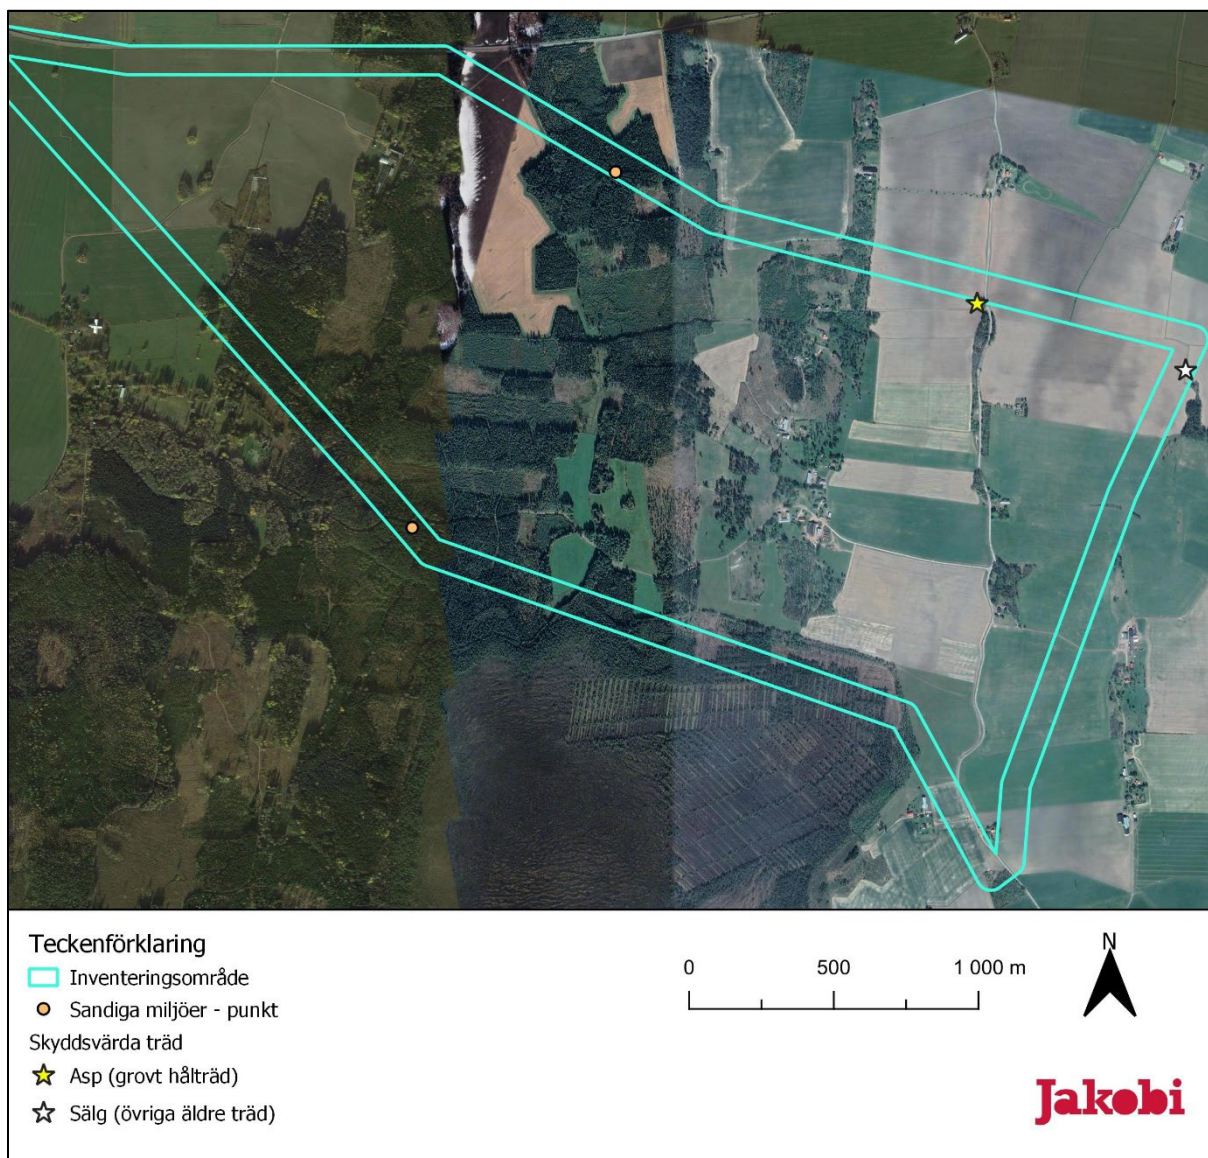 Teckenförklaring
Inventeringsområde
Sandiga miljöer - punkt
Skyddsvärda träd
Asp (grovt hålträd)
Sälg (övriga äldre träd)
0 500 1 000 m
N
Jakobi